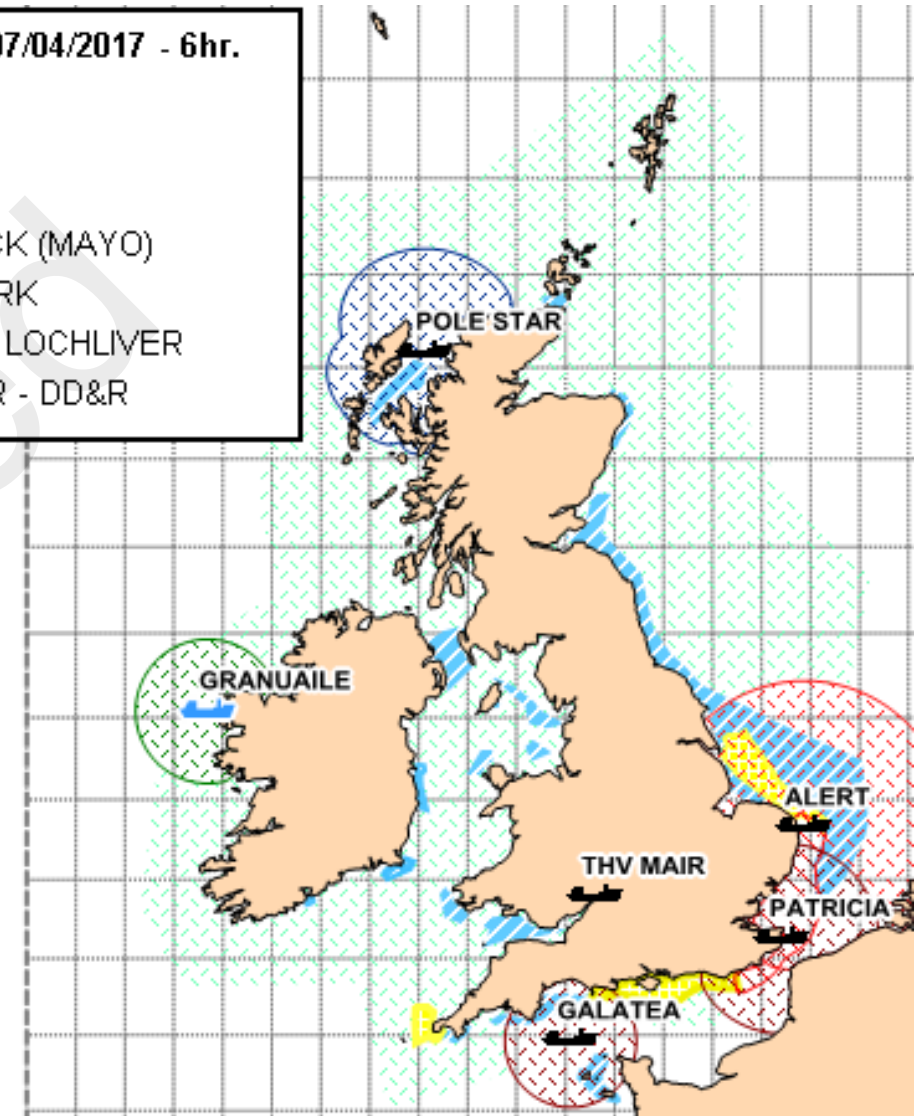 07/04/2017 - 6hr.
CK (MAYO)
RK
LOCHLIVER
R - DD&R
POLE STAR
GRANUAILE
ALERT
THV MAIR
PATRICIA
GALATEA